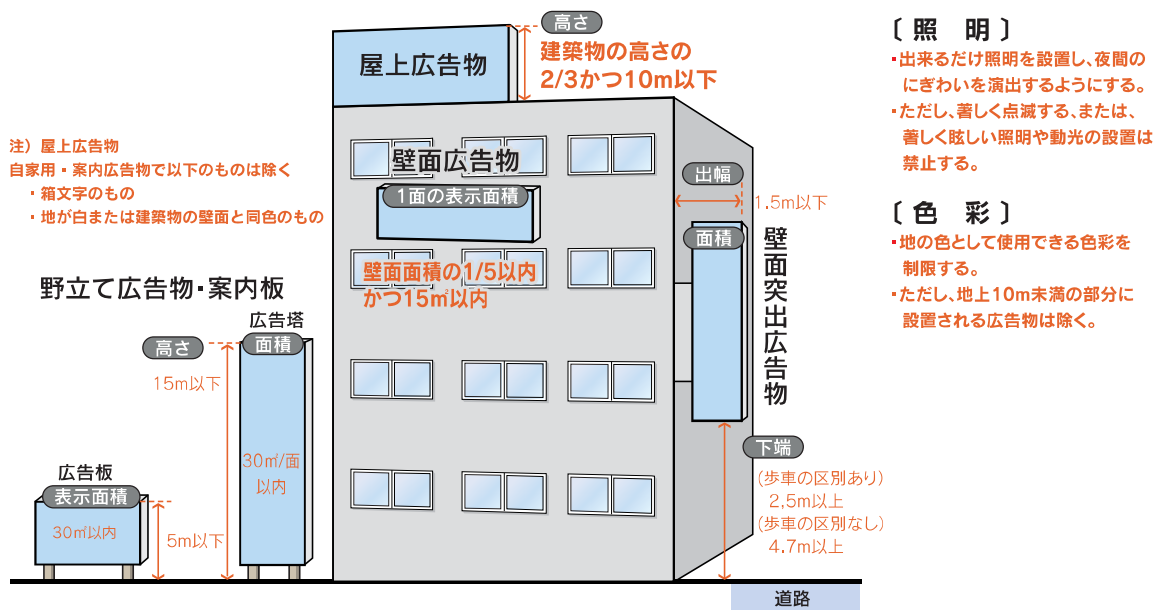 高さ
建築物の高さの
2/3かつ10m以下
屋上広告物
注）屋上広告物
自家用・案内広告物で以下のものは除く
・箱文字のもの
・地が白または建築物の壁面と同色のもの
壁面広告物
1面の表示面積
壁面面積の1/5以内
かつ15㎡以内
出幅
1.5m以下
面積
壁面突出広告物
下端
(歩車の区別あり)
2.5m以上
(歩車の区別なし)
4.7m以上
道路
野立て広告物・案内板
広告塔
面積
高さ
15m以下
30㎡/面
以内
広告板
表示面積
30㎡以内
5m以下
〔照 明〕
・出来るだけ照明を設置し、夜間の
にぎわいを演出するようにする。
・ただし、著しく点滅する、または、
著しく眩しい照明や動光の設置は
禁止する。
〔色 彩〕
・地の色として使用できる色彩を
制限する。
・ただし、地上10m未満の部分に
設置される広告物は除く。